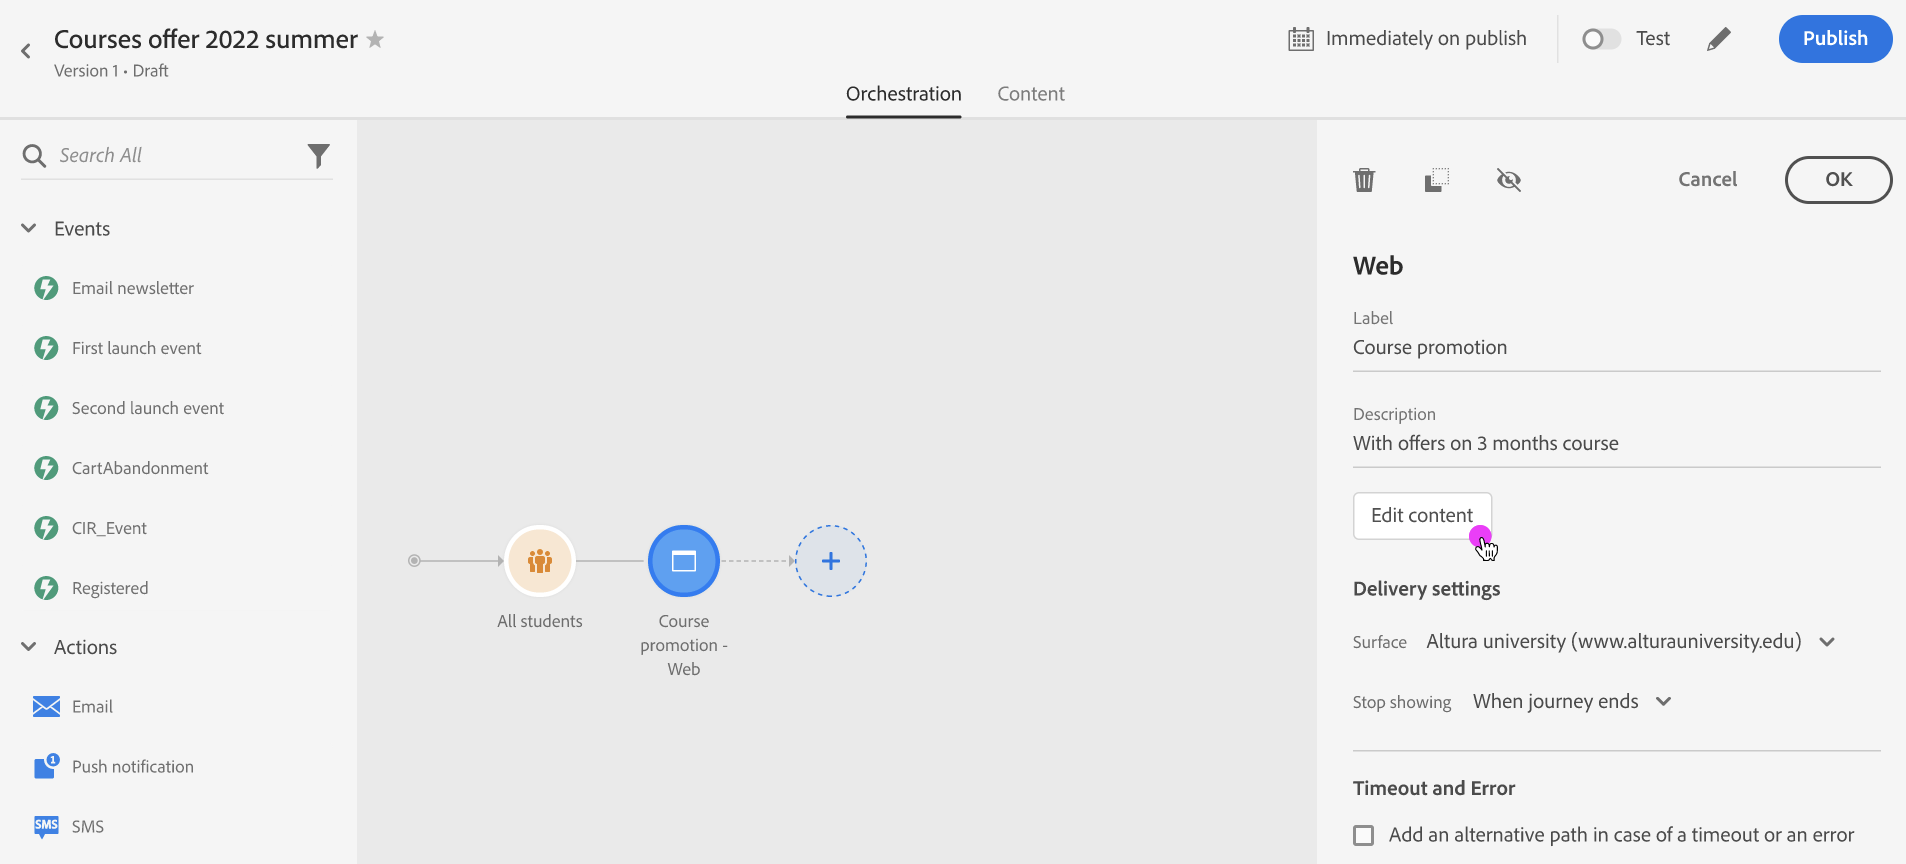 Courses offer 2022 summer
Version 1 • Draft
Immediately on publish
Test
Publish
Orchestration
Content
Search All
Events
Email newsletter
First launch event
Second launch event
CartAbandonment
CIR_Event
Registered
Actions
Email
1
Push notification
SMS
SMS
All students
Course
promotion -
Web
Cancel
OK
Web
Label
Course promotion
Description
With offers on 3 months course
Edit content
Delivery settings
Surface Altura university (www.alturauniversity.edu)
Stop showing When journey ends
Timeout and Error
Add an alternative path in case of a timeout or an error